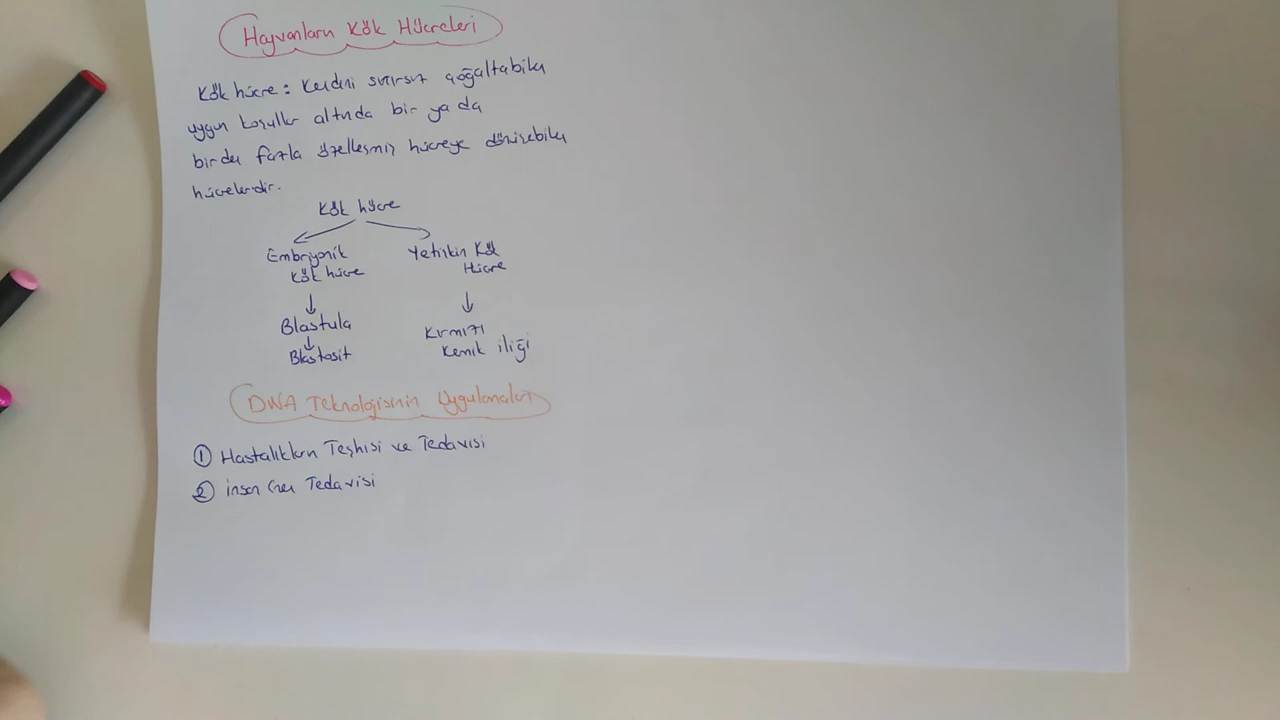 Hayvanların Kök Hücreleri
Kök hücre: Kendini sınırsız çoğaltabilen
uygun koşullar altında bir ya da
birden fazla özelleşmiş hücreye dönüşebilen
hücrelerdir.
Kök hücre
Embriyonik Kök hücre
Yetişkin Kök Hücre
↓ ↓
Blastula
↓
Blastosit
Kırmızı Kemik iliği
DNA Teknolojisinin Uygulamaları
① Hastalıkların Teşhisi ve Tedavisi
② insan Gen Tedavisi